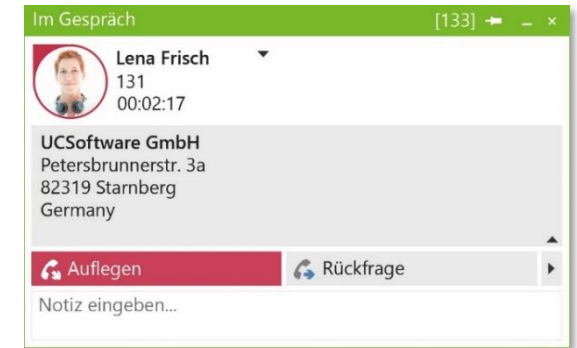 Im Gespräch [133]
Lena Frisch
131
00:02:17
UCSoftware GmbH
Petersbrunnerstr. 3a
82319 Starnberg
Germany
Auflegen Rückfrage
Notiz eingeben...